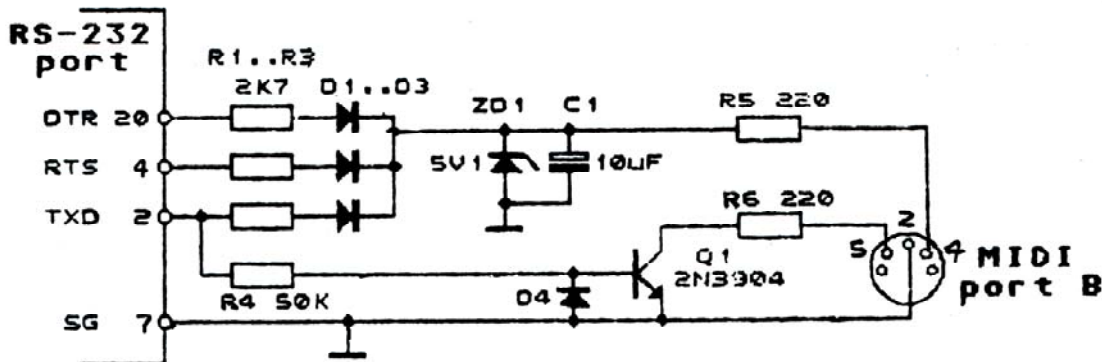 RS-232
port
R1..R3
2K7
D1..D3
ZD1
C1
R5 220
DTR 20
RTS 4
5V1
10uF
TXD 2
R6 220
2
5
4
MIDI
port B
Q1
2N3904
R4 50K
D4
SG 7